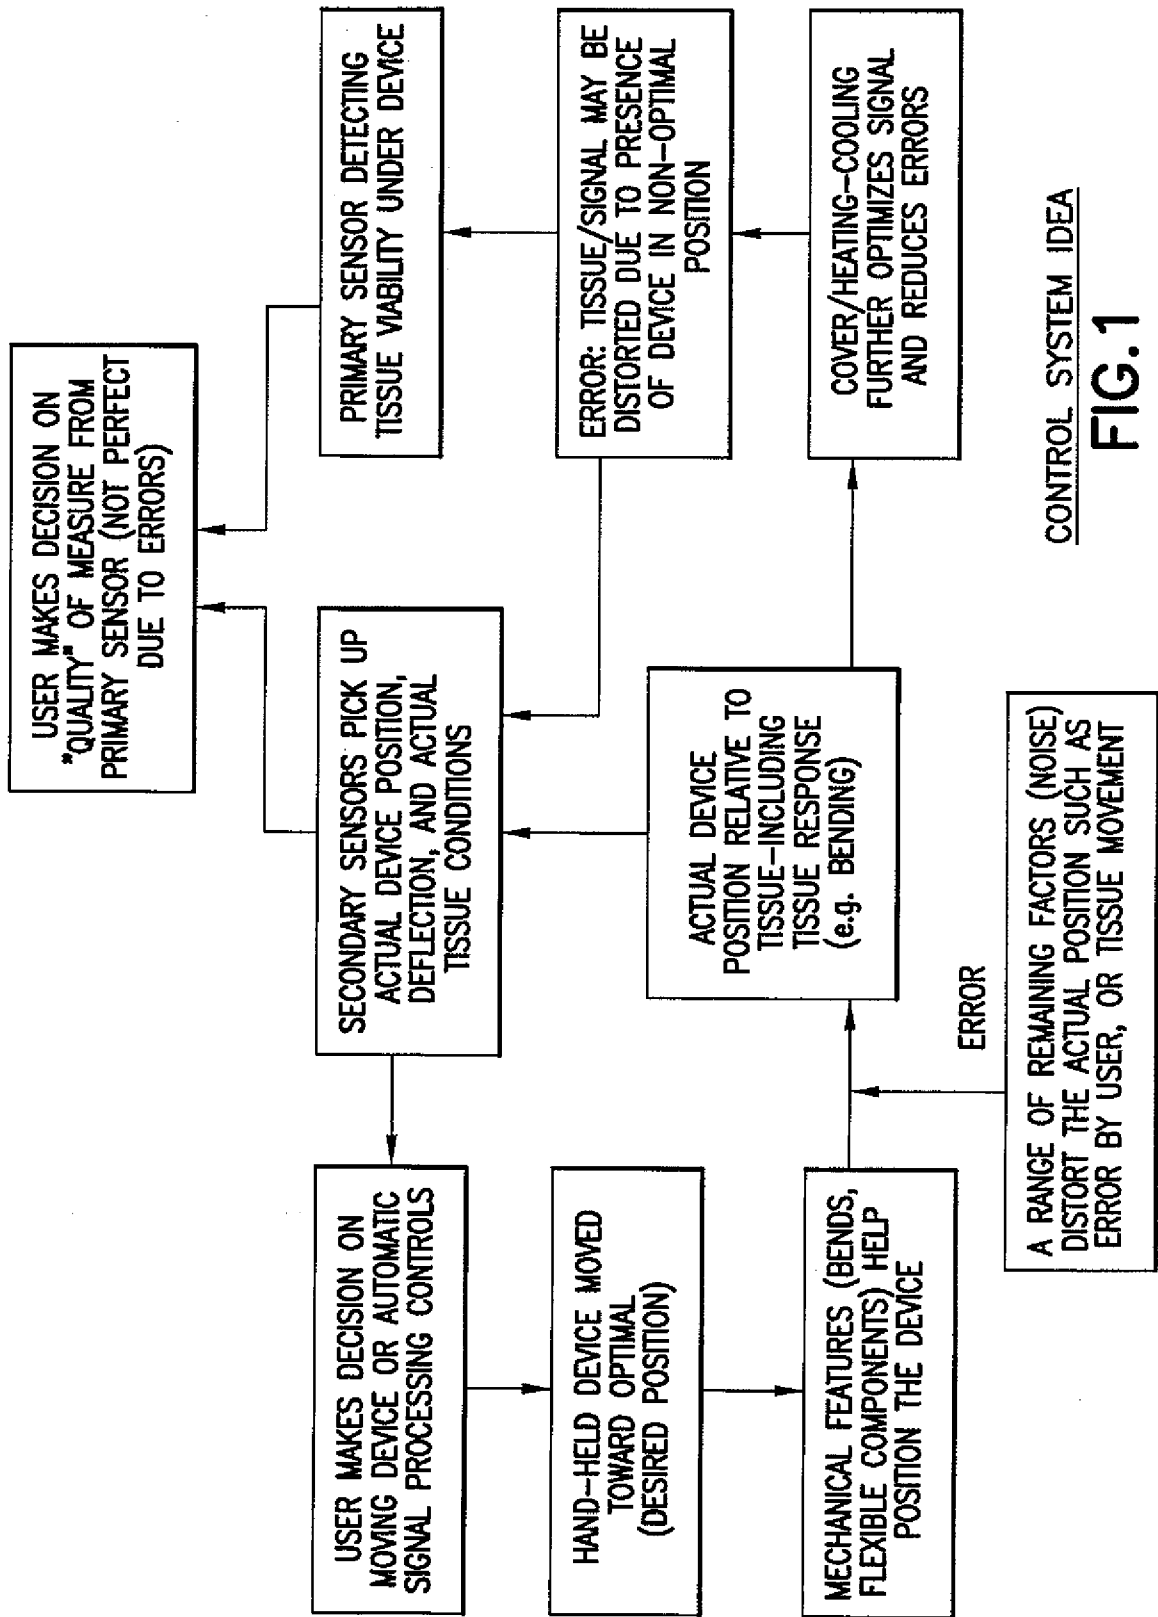 USER MAKES DECISION ON
"QUALITY" OF MEASURE FROM
PRIMARY SENSOR (NOT PERFECT
DUE TO ERRORS)
USER MAKES DECISION ON
MOVING DEVICE OR AUTOMATIC
SIGNAL PROCESSING CONTROLS
SECONDARY SENSORS PICK UP
ACTUAL DEVICE POSITION,
DEFLECTION, AND ACTUAL
TISSUE CONDITIONS
PRIMARY SENSOR DETECTING
TISSUE VIABILITY UNDER DEVICE
HAND-HELD DEVICE MOVED
TOWARD OPTIMAL
(DESIRED POSITION)
ERROR: TISSUE/SIGNAL MAY BE
DISTORTED DUE TO PRESENCE
OF DEVICE IN NON-OPTIMAL
POSITION
MECHANICAL FEATURES (BENDS,
FLEXIBLE COMPONENTS) HELP
POSITION THE DEVICE
ACTUAL DEVICE
POSITION RELATIVE TO
TISSUE-INCLUDING
TISSUE RESPONSE
(e.g. BENDING)
COVER/HEATING-COOLING
FURTHER OPTIMIZES SIGNAL
AND REDUCES ERRORS
ERROR
A RANGE OF REMAINING FACTORS (NOISE)
DISTORT THE ACTUAL POSITION SUCH AS
ERROR BY USER, OR TISSUE MOVEMENT
CONTROL SYSTEM IDEA
FIG.1